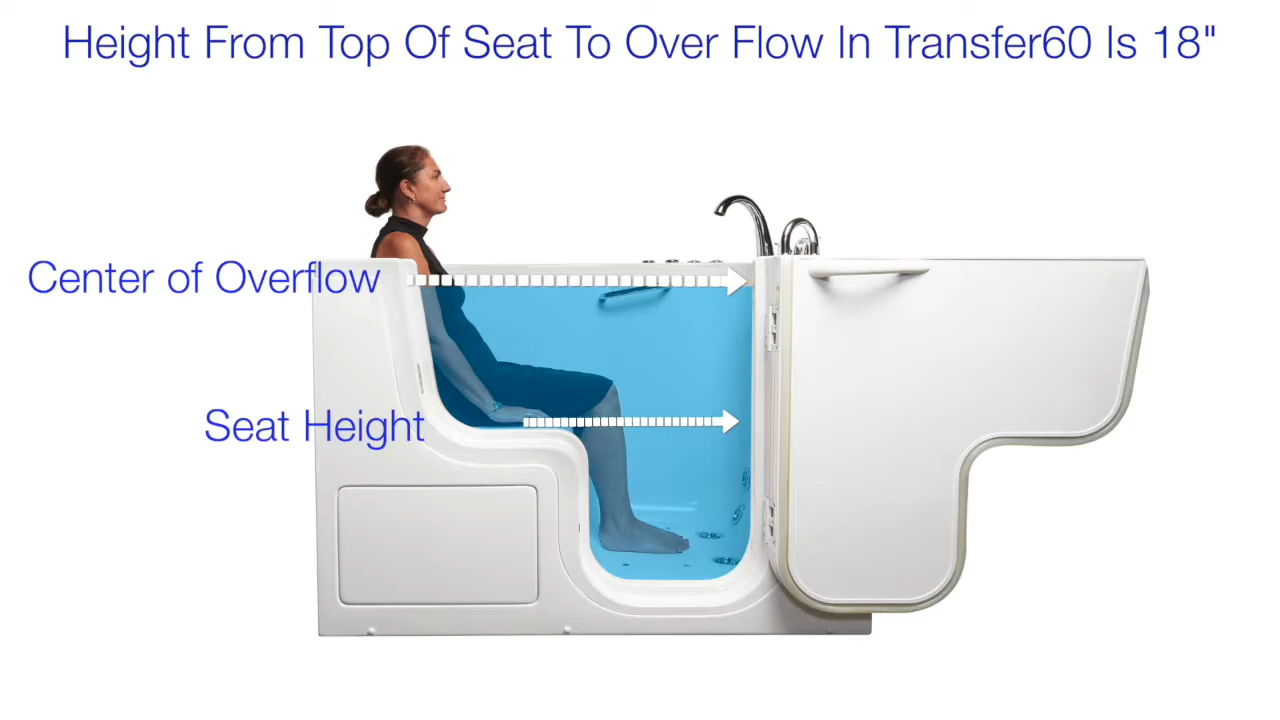 Height From Top Of Seat To Over Flow In Transfer60 Is 18"
Center of Overflow
Seat Height